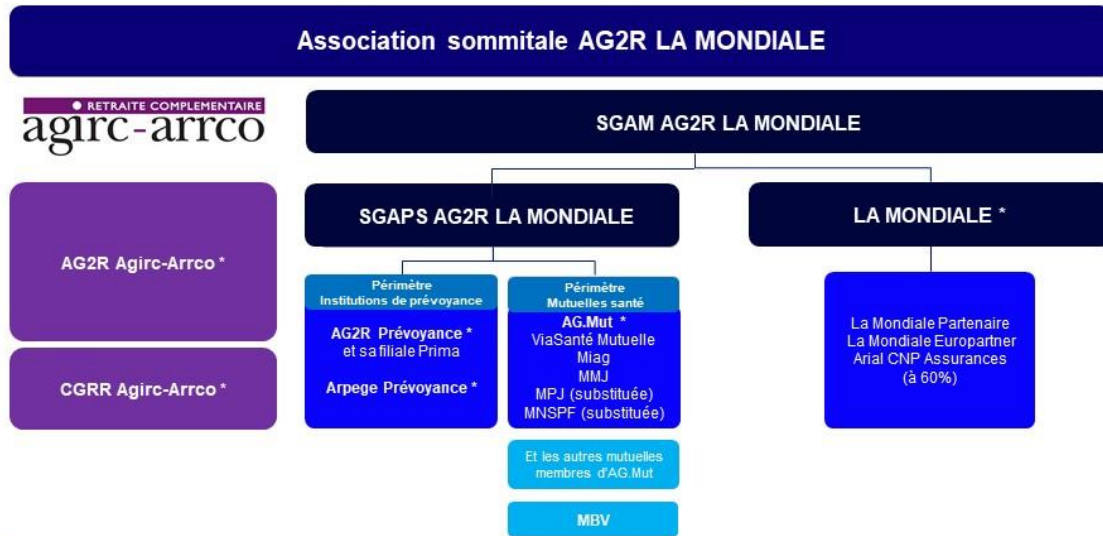 Association sommitale AG2R LA MONDIALE
RETRAITE COMPLEMENTAIRE
agirc-arrco
SGAM AG2R LA MONDIALE
AG2R Agirc-Arrco *
CGRR Agirc-Arrco *
SGAPS AG2R LA MONDIALE
LA MONDIALE *
Périmètre
Institutions de prévoyance
AG2R Prévoyance *
et sa filiale Prima
Arpege Prévoyance *
Périmètre
Mutuelles santé
AG.Mut *
ViaSanté Mutuelle
Miag
MMJ
MPJ (substituée)
MNSPF (substituée)
Et les autres mutuelles
membres d'AG.Mut
MBV
La Mondiale Partenaire
La Mondiale Europartner
Arial CNP Assurances
(à 60%)